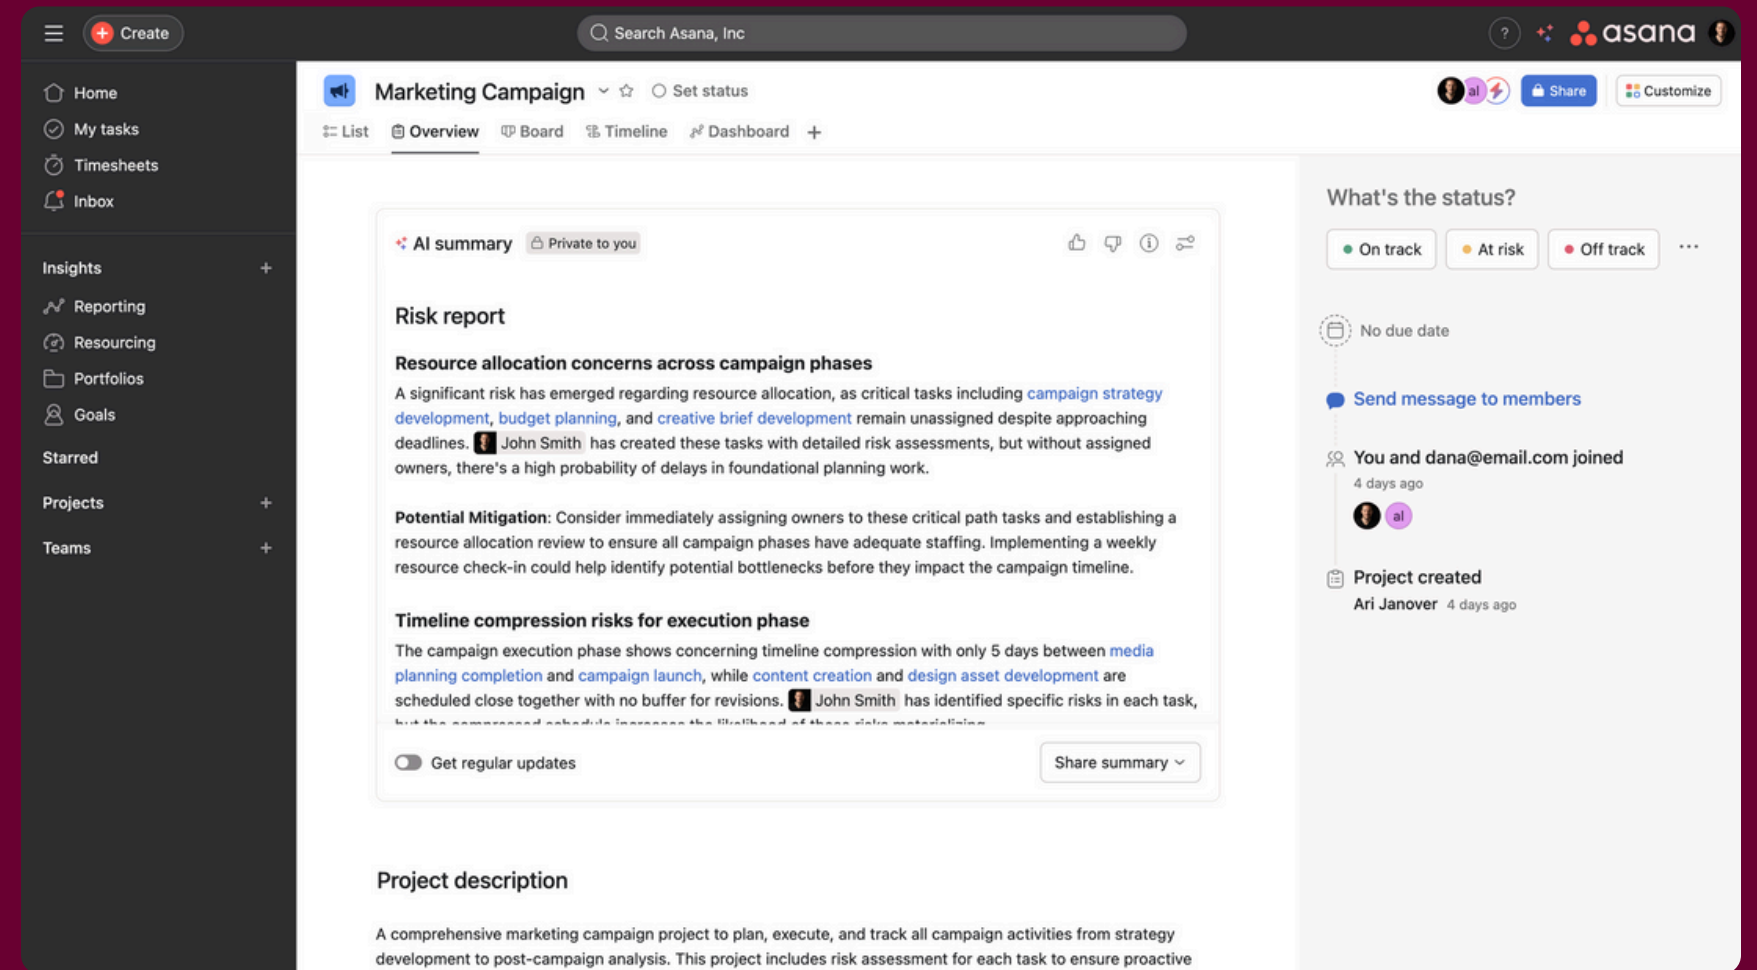 Create
Search Asana, Inc
?
asana
Home
My tasks
Timesheets
Inbox
Insights
Reporting
Resourcing
Portfolios
Goals
Starred
Projects
Teams
Marketing Campaign
Set status
al
Share
Customize
List
Overview
Board
Timeline
Dashboard
AI summary
Private to you
Risk report
Resource allocation concerns across campaign phases
A significant risk has emerged regarding resource allocation, as critical tasks including campaign strategy
development, budget planning, and creative brief development remain unassigned despite approaching
deadlines. John Smith has created these tasks with detailed risk assessments, but without assigned
owners, there's a high probability of delays in foundational planning work.
Potential Mitigation: Consider immediately assigning owners to these critical path tasks and establishing a
resource allocation review to ensure all campaign phases have adequate staffing. Implementing a weekly
resource check-in could help identify potential bottlenecks before they impact the campaign timeline.
Timeline compression risks for execution phase
The campaign execution phase shows concerning timeline compression with only 5 days between media
planning completion and campaign launch, while content creation and design asset development are
scheduled close together with no buffer for revisions. John Smith has identified specific risks in each task,
but the compressed schedule increases the likelihood of these risks materializing.
Get regular updates
Share summary
Project description
A comprehensive marketing campaign project to plan, execute, and track all campaign activities from strategy
development to post-campaign analysis. This project includes risk assessment for each task to ensure proactive
What's the status?
On track
At risk
Off track
No due date
Send message to members
You and dana@email.com joined
4 days ago
al
Project created
Ari Janover 4 days ago